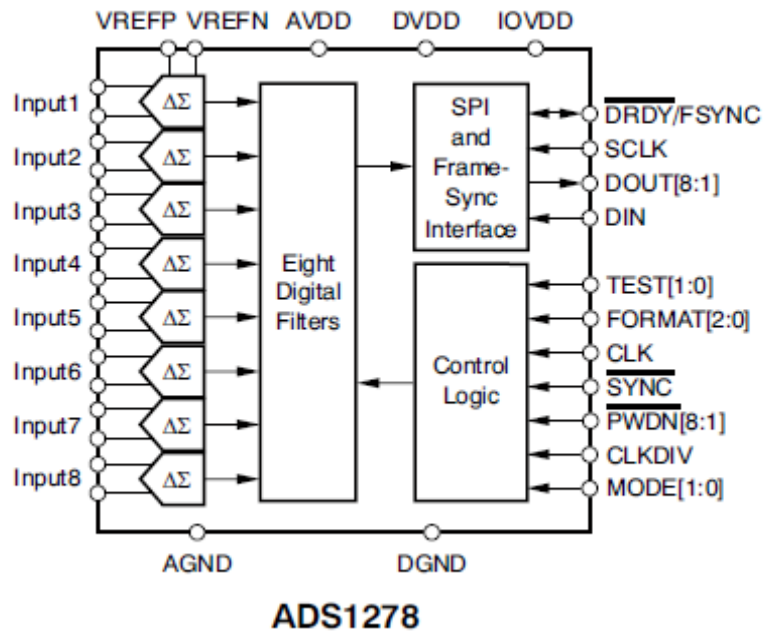 VREFP VREFN AVDD DVDD IOVDD
Input1
Input2
Input3
Input4
Input5
Input6
Input7
Input8
ΔΣ
ΔΣ
ΔΣ
ΔΣ
ΔΣ
ΔΣ
ΔΣ
ΔΣ
Eight
Digital
Filters
SPI
and
Frame-
Sync
Interface
Control
Logic
DRDY/FSYNC
SCLK
DOUT[8:1]
DIN
TEST[1:0]
FORMAT[2:0]
CLK
SYNC
PWDN[8:1]
CLKDIV
MODE[1:0]
AGND DGND
ADS1278